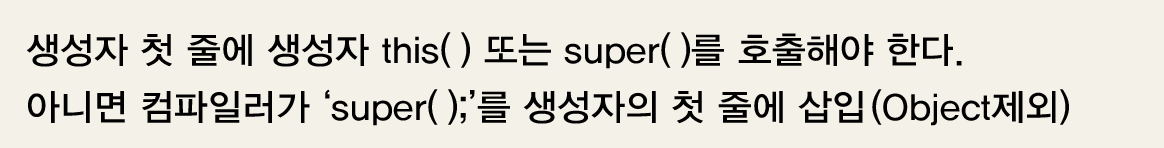 생성자 첫 줄에 생성자 this( ) 또는 super( )를 호출해야 한다.
아니면 컴파일러가 ‘super( );’를 생성자의 첫 줄에 삽입(Object제외)